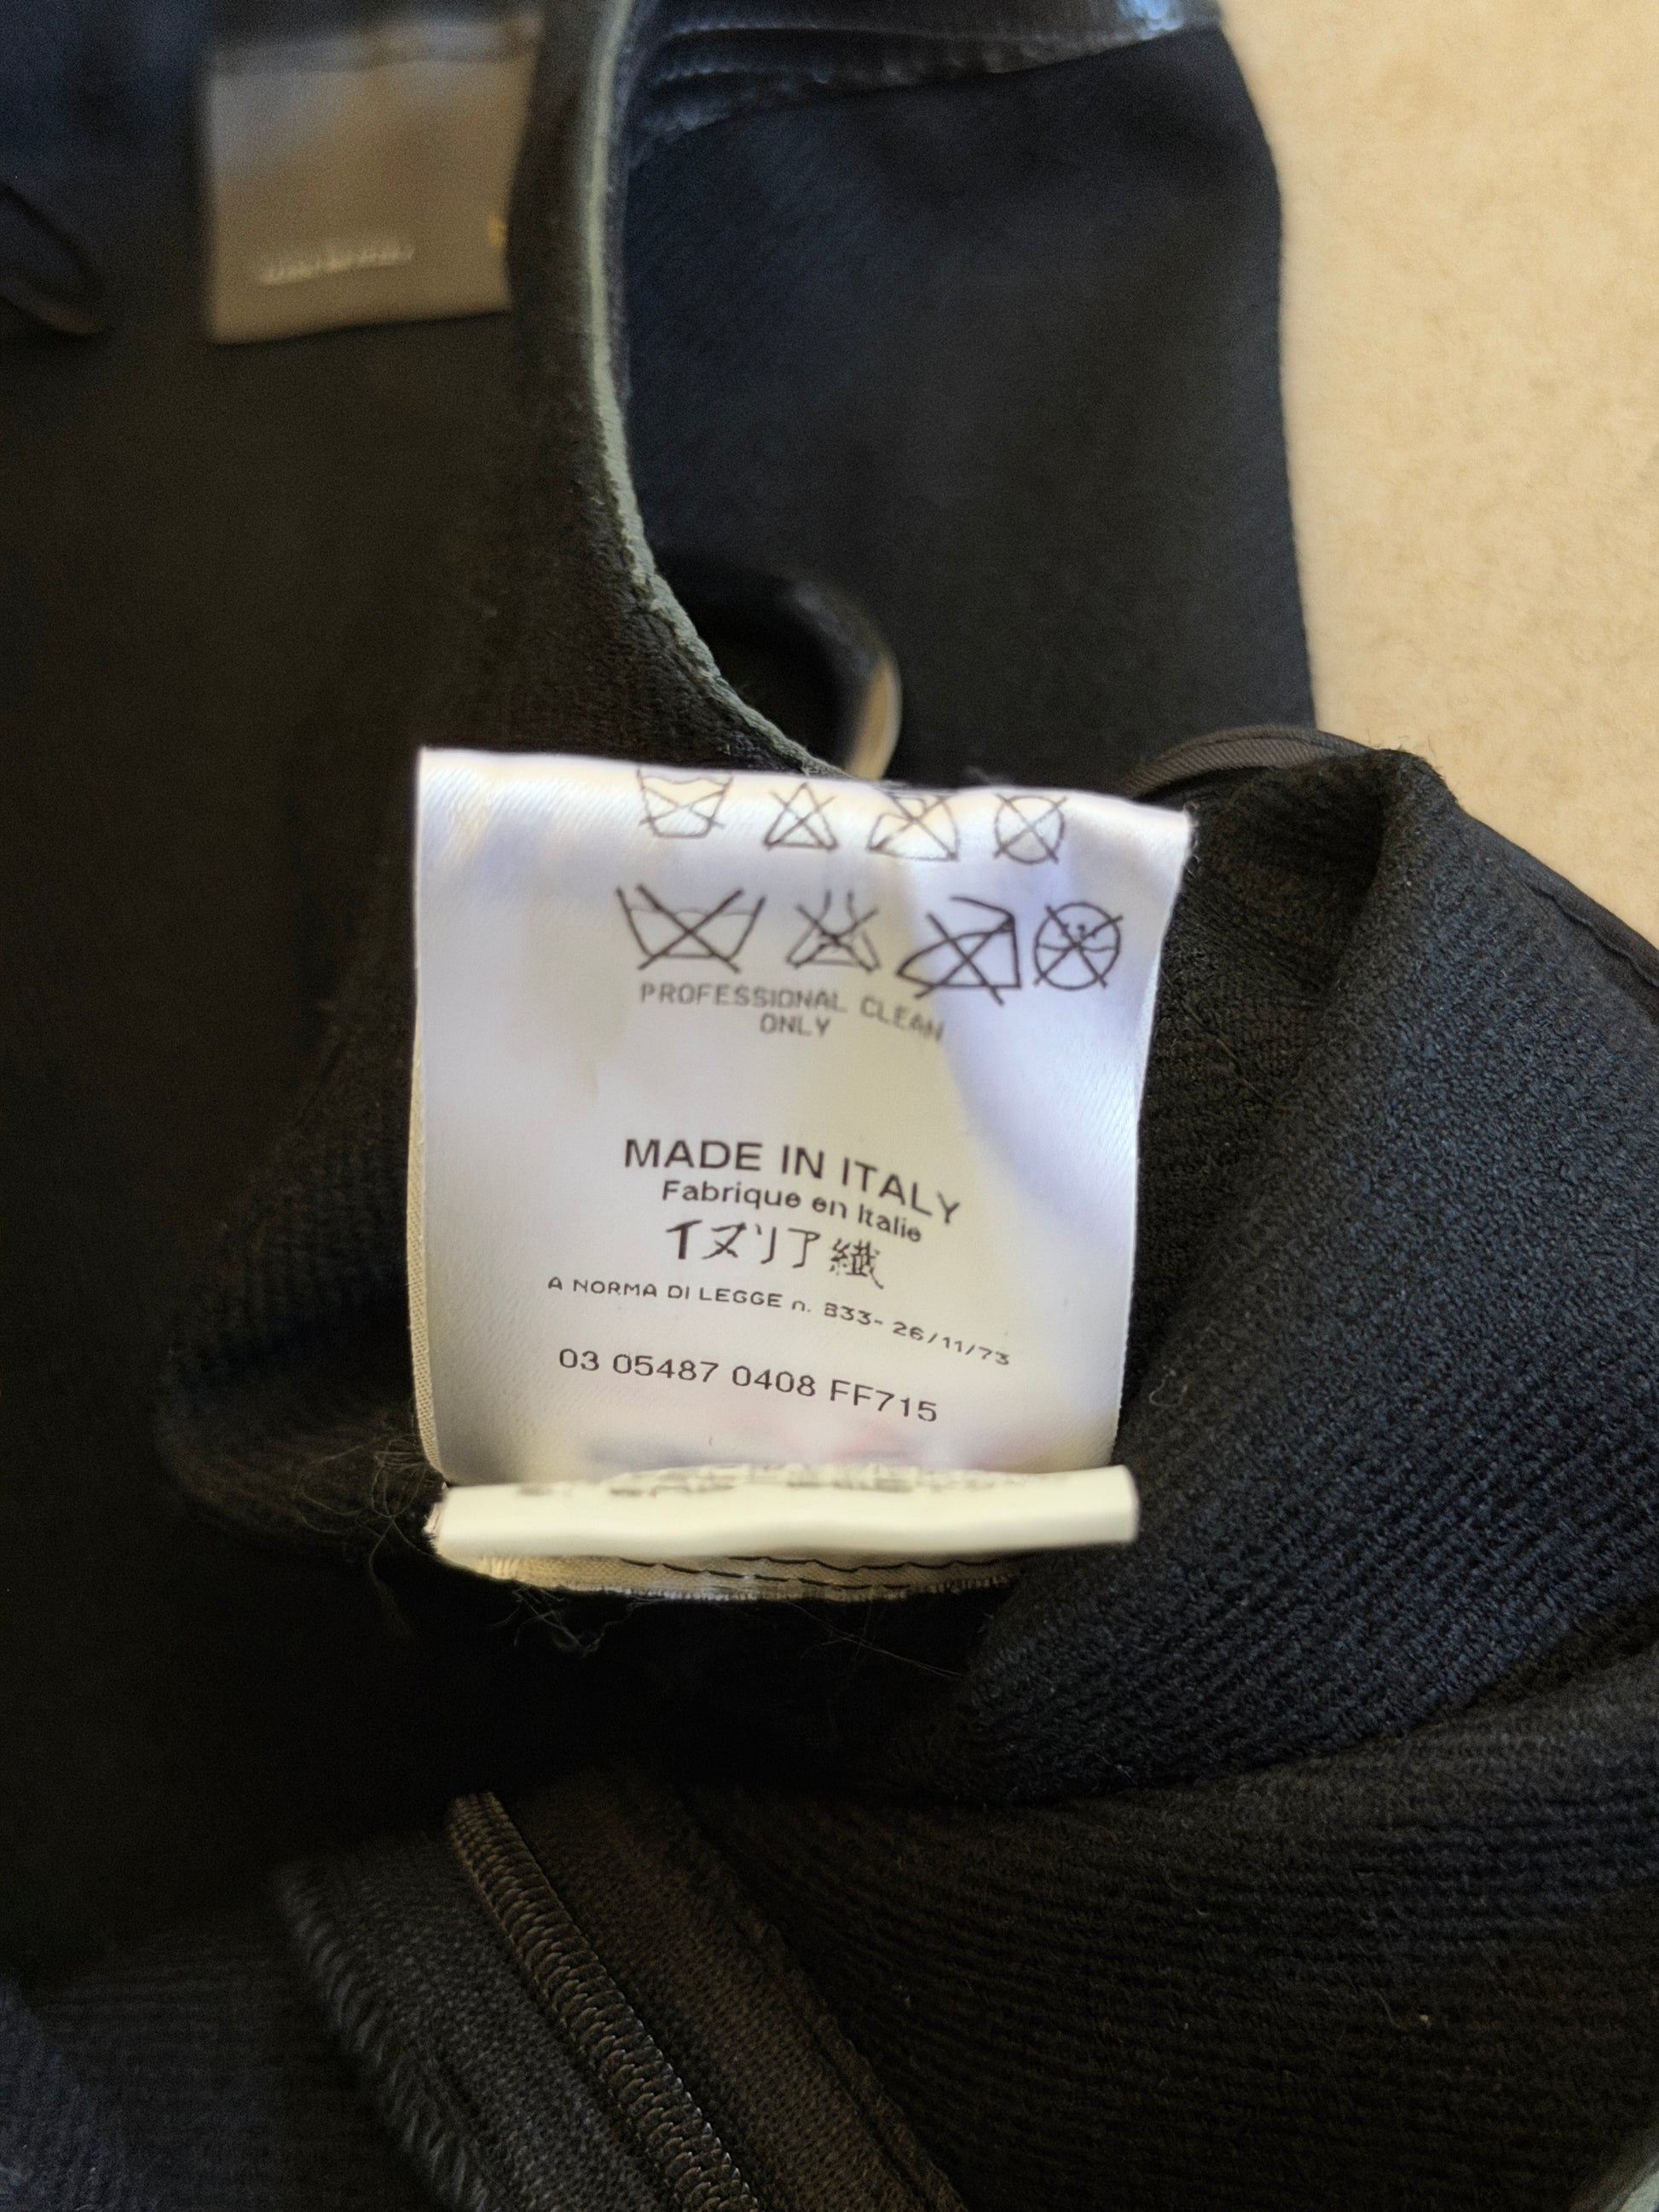 PROFESSIONAL CLEAN
ONLY
MADE IN ITALY
Fabrique en Italie
イヌリア織
A NORMA DI LEGGE n. 833- 26/11/73
03 05487 0408 FF715